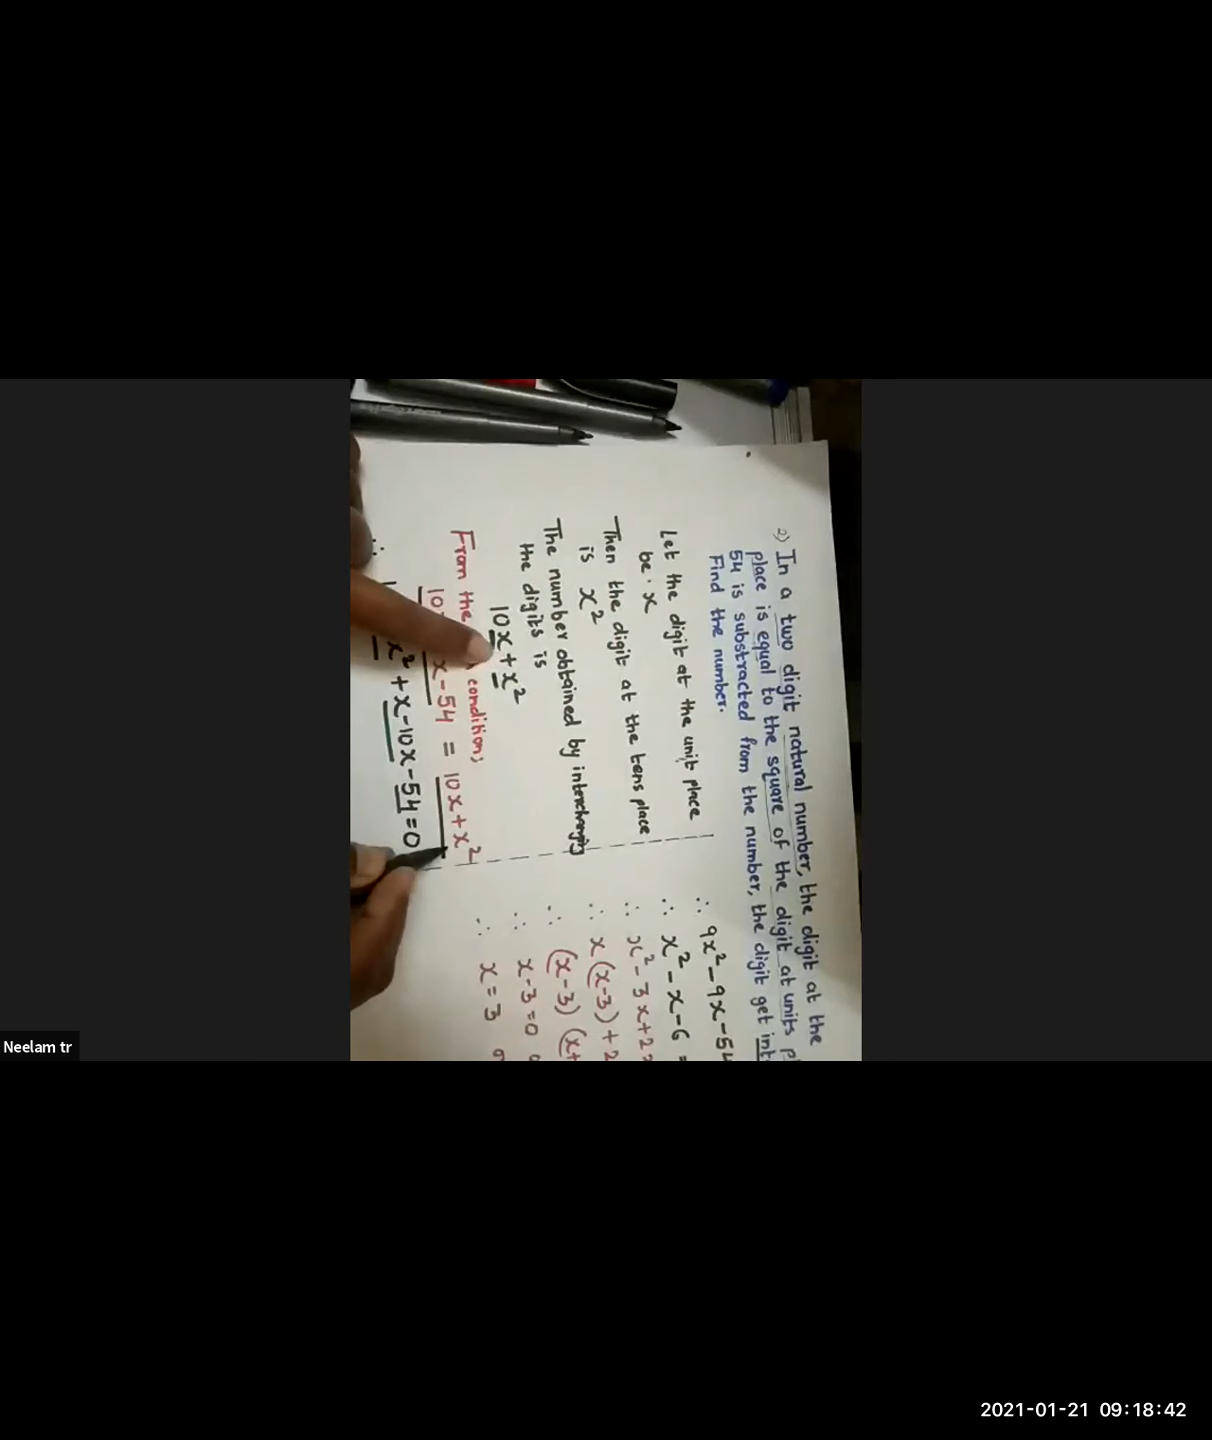 2) In a two digit natural number, the digit at the
place is equal to the square of the digit at units
54 is substracted from the number, the digit get
Find the number.
Let the digit at the unit place
be x
Then the digit at the tens place
is x²
The number obtained by interchanging
the digits is
10x + x²
From the condition;
x - 54 = 10x + x²
x² + x - 10x - 54 = 0
∴ 9x² - 9x - 54
∴ x² - x - 6 =
∴ x² - 3x + 2x
∴ x(x-3) + 2
∴ (x-3) (x+
∴ x-3=0
∴ x = 3
Neelam tr
2021-01-21 09:18:42